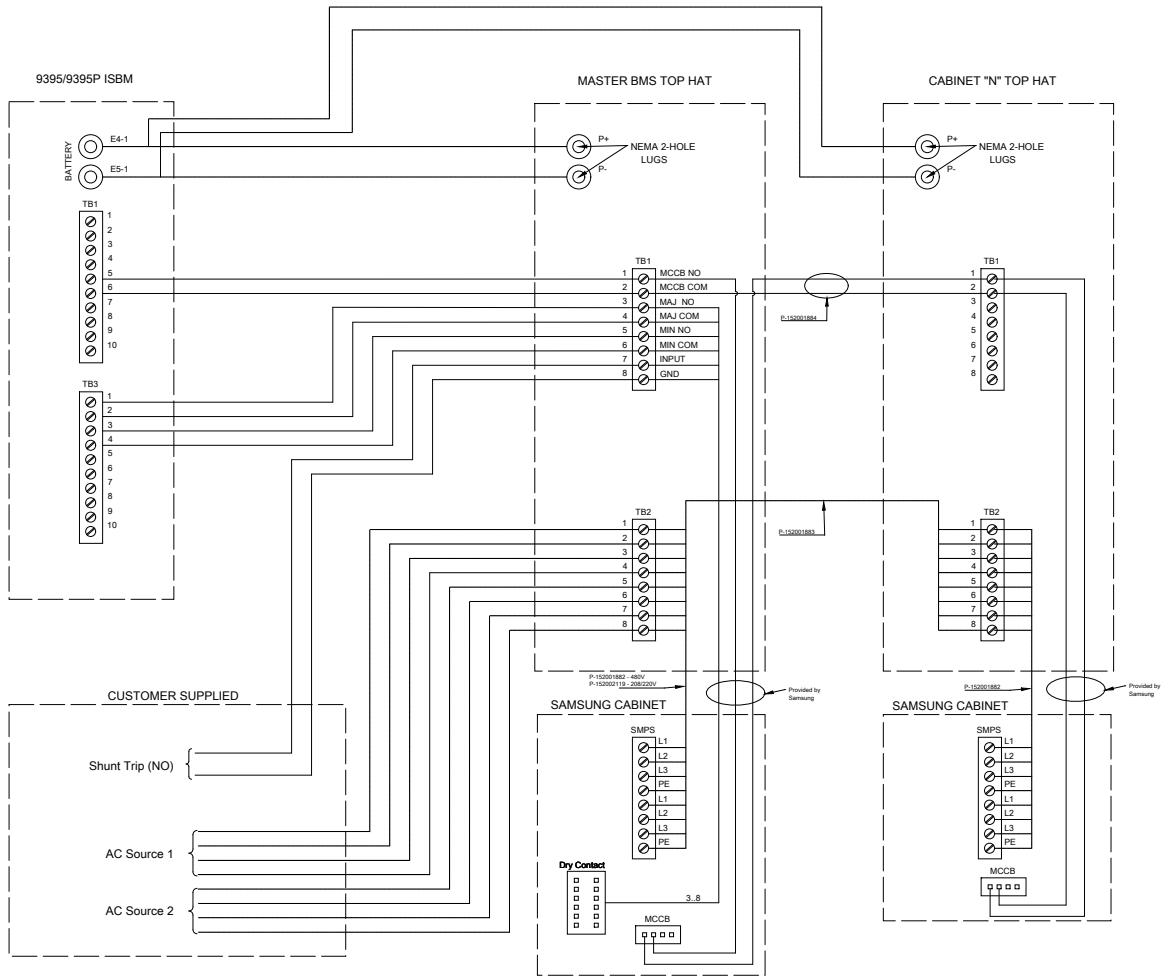 9395/9395P ISBM
MASTER BMS TOP HAT
CABINET "N" TOP HAT
BATTERY
E4-1
E5-1
P+
P-
NEMA 2-HOLE
LUGS
P+
P-
NEMA 2-HOLE
LUGS
TB1
1
2
3
4
5
6
7
8
9
10
TB1
1 MCCB NO
2 MCCB COM
3 MAJ NO
4 MAJ COM
5 MIN NO
6 MIN COM
7 INPUT
8 GND
P-152001884
TB1
1
2
3
4
5
6
7
8
TB3
1
2
3
4
5
6
7
8
9
10
TB2
1
2
3
4
5
6
7
8
P-152001883
TB2
1
2
3
4
5
6
7
8
P-152001882 - 480V
P-152002119 - 208/220V
Provided by
Samsung
P-152001882
Provided by
Samsung
CUSTOMER SUPPLIED
Shunt Trip (NO)
AC Source 1
AC Source 2
SAMSUNG CABINET
SMPS
L1
L2
L3
PE
L1
L2
L3
PE
Dry Contact
3..8
MCCB
SAMSUNG CABINET
SMPS
L1
L2
L3
PE
L1
L2
L3
PE
MCCB